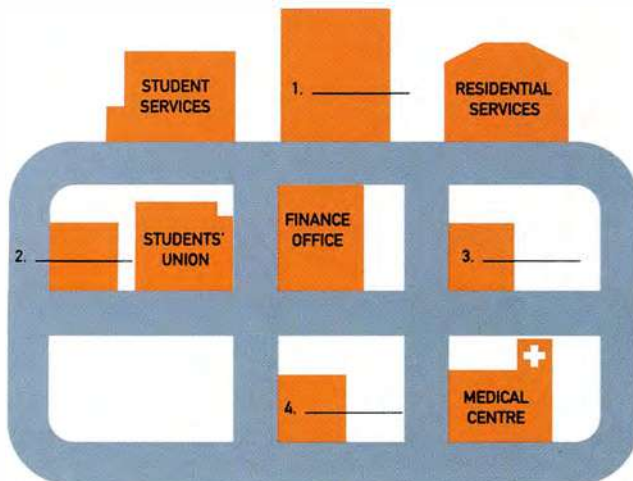 STUDENT
SERVICES
1.
RESIDENTIAL
SERVICES
2.
STUDENTS'
UNION
FINANCE
OFFICE
3.
4.
MEDICAL
CENTRE